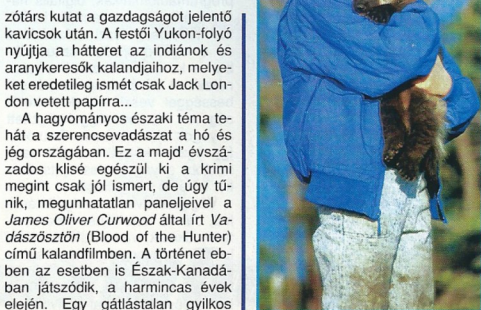 zótárs kutat a gazdagságot jelentő
kavicsok után. A festői Yukon-folyó
nyújtja a hátteret az indiánok és
aranykeresők kalandjaihoz, melye-
ket eredetileg ismét csak Jack Lon-
don vetett papírra...
A hagyományos északi téma te-
hát a szerencsevadászat a hó és
jég országában. Ez a majd' évszá-
zados klisé egészül ki a krimi
megint csak jól ismert, de úgy tű-
nik, megunhatatlan paneljeivel a
James Oliver Curwood által írt Va-
dászösztön (Blood of the Hunter)
című kalandfilmben. A történet eb-
ben az esetben is Észak-Kanadá-
ban játszódik, a harmincas évek
elején. Egy gátlástalan gyilkos